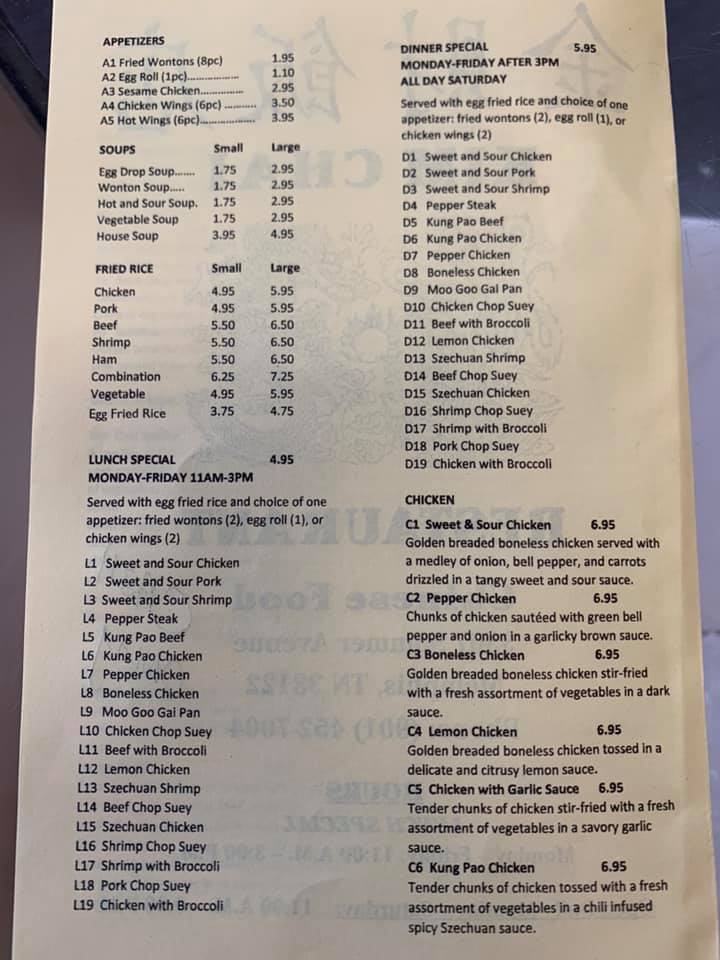 APPETIZERS
A1 Fried Wontons (8pc) 1.95
A2 Egg Roll (1pc).................. 1.10
A3 Sesame Chicken............... 2.95
A4 Chicken Wings (6pc) ........... 3.50
A5 Hot Wings (6pc)................... 3.95
SOUPS Small Large
Egg Drop Soup....... 1.75 2.95
Wonton Soup..... 1.75 2.95
Hot and Sour Soup. 1.75 2.95
Vegetable Soup 1.75 2.95
House Soup 3.95 4.95
FRIED RICE Small Large
Chicken 4.95 5.95
Pork 4.95 5.95
Beef 5.50 6.50
Shrimp 5.50 6.50
Ham 5.50 6.50
Combination 6.25 7.25
Vegetable 4.95 5.95
Egg Fried Rice 3.75 4.75
LUNCH SPECIAL 4.95
MONDAY-FRIDAY 11AM-3PM
Served with egg fried rice and choice of one
appetizer: fried wontons (2), egg roll (1), or
chicken wings (2)
L1 Sweet and Sour Chicken
L2 Sweet and Sour Pork
L3 Sweet and Sour Shrimp
L4 Pepper Steak
L5 Kung Pao Beef
L6 Kung Pao Chicken
L7 Pepper Chicken
L8 Boneless Chicken
L9 Moo Goo Gai Pan
L10 Chicken Chop Suey
L11 Beef with Broccoli
L12 Lemon Chicken
L13 Szechuan Shrimp
L14 Beef Chop Suey
L15 Szechuan Chicken
L16 Shrimp Chop Suey
L17 Shrimp with Broccoli
L18 Pork Chop Suey
L19 Chicken with Broccoli
DINNER SPECIAL 5.95
MONDAY-FRIDAY AFTER 3PM
ALL DAY SATURDAY
Served with egg fried rice and choice of one
appetizer: fried wontons (2), egg roll (1), or
chicken wings (2)
D1 Sweet and Sour Chicken
D2 Sweet and Sour Pork
D3 Sweet and Sour Shrimp
D4 Pepper Steak
D5 Kung Pao Beef
D6 Kung Pao Chicken
D7 Pepper Chicken
D8 Boneless Chicken
D9 Moo Goo Gai Pan
D10 Chicken Chop Suey
D11 Beef with Broccoli
D12 Lemon Chicken
D13 Szechuan Shrimp
D14 Beef Chop Suey
D15 Szechuan Chicken
D16 Shrimp Chop Suey
D17 Shrimp with Broccoli
D18 Pork Chop Suey
D19 Chicken with Broccoli
CHICKEN
C1 Sweet & Sour Chicken 6.95
Golden breaded boneless chicken served with
a medley of onion, bell pepper, and carrots
drizzled in a tangy sweet and sour sauce.
C2 Pepper Chicken 6.95
Chunks of chicken sautéed with green bell
pepper and onion in a garlicky brown sauce.
C3 Boneless Chicken 6.95
Golden breaded boneless chicken stir-fried
with a fresh assortment of vegetables in a dark
sauce.
C4 Lemon Chicken 6.95
Golden breaded boneless chicken tossed in a
delicate and citrusy lemon sauce.
C5 Chicken with Garlic Sauce 6.95
Tender chunks of chicken stir-fried with a fresh
assortment of vegetables in a savory garlic
sauce.
C6 Kung Pao Chicken 6.95
Tender chunks of chicken tossed with a fresh
assortment of vegetables in a chili infused
spicy Szechuan sauce.